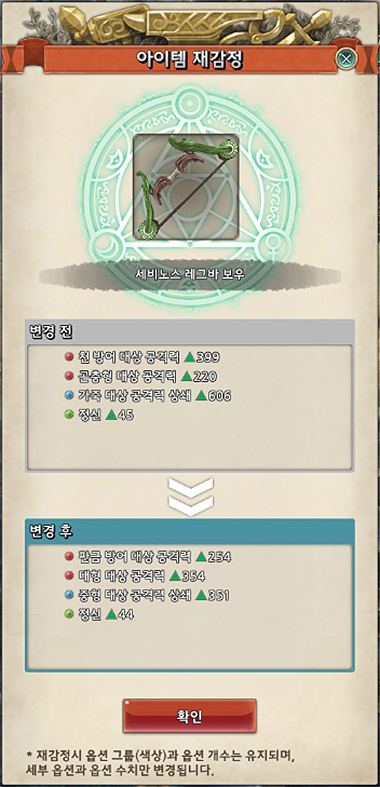 아이템 재감정
세비노스 레그바 보우
변경 전
천 방어 대상 공격력 ▲399
곤충형 대상 공격력 ▲220
가죽 대상 공격력 상쇄 ▲606
정신 ▲45
변경 후
판금 방어 대상 공격력 ▲254
대형 대상 공격력 ▲354
중형 대상 공격력 상쇄 ▲351
정신 ▲44
확인
* 재감정시 옵션 그룹(색상)과 옵션 개수는 유지되며,
세부 옵션과 옵션 수치만 변경됩니다.